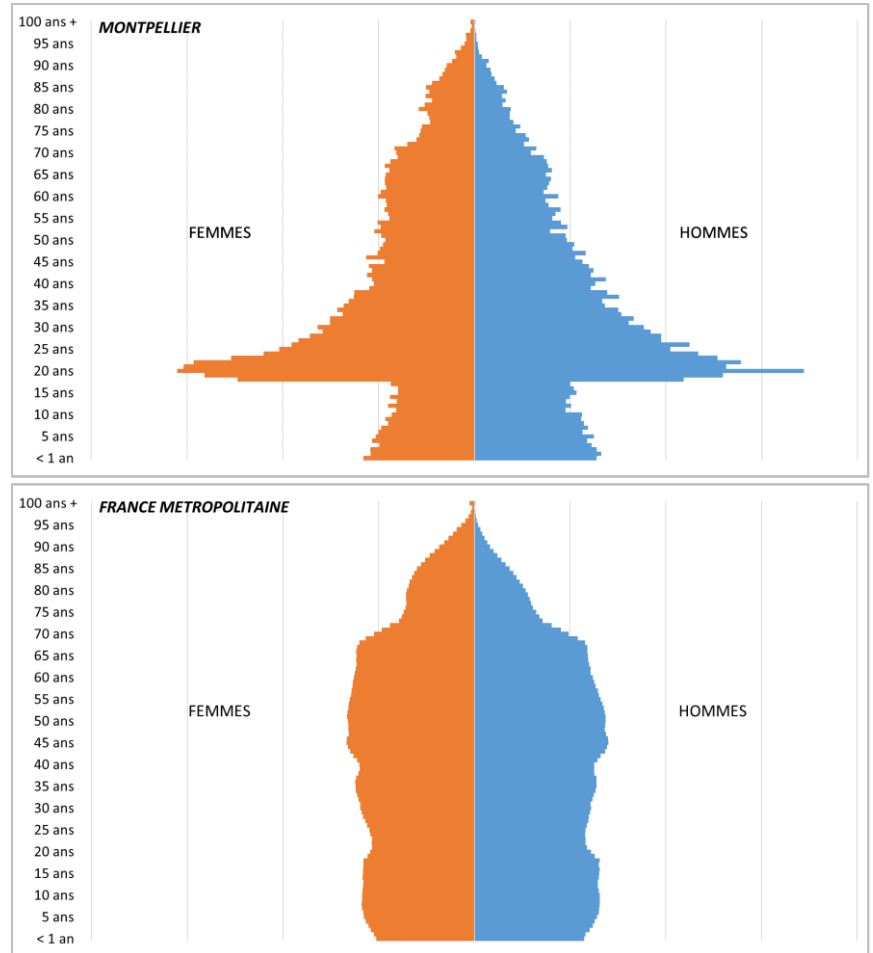 MONTPELLIER
100 ans +
95 ans
90 ans
85 ans
80 ans
75 ans
70 ans
65 ans
60 ans
55 ans
FEMMES HOMMES
50 ans
45 ans
40 ans
35 ans
30 ans
25 ans
20 ans
15 ans
10 ans
5 ans
< 1 an
FRANCE METROPOLITAINE
100 ans +
95 ans
90 ans
85 ans
80 ans
75 ans
70 ans
65 ans
60 ans
55 ans
FEMMES HOMMES
50 ans
45 ans
40 ans
35 ans
30 ans
25 ans
20 ans
15 ans
10 ans
5 ans
< 1 an